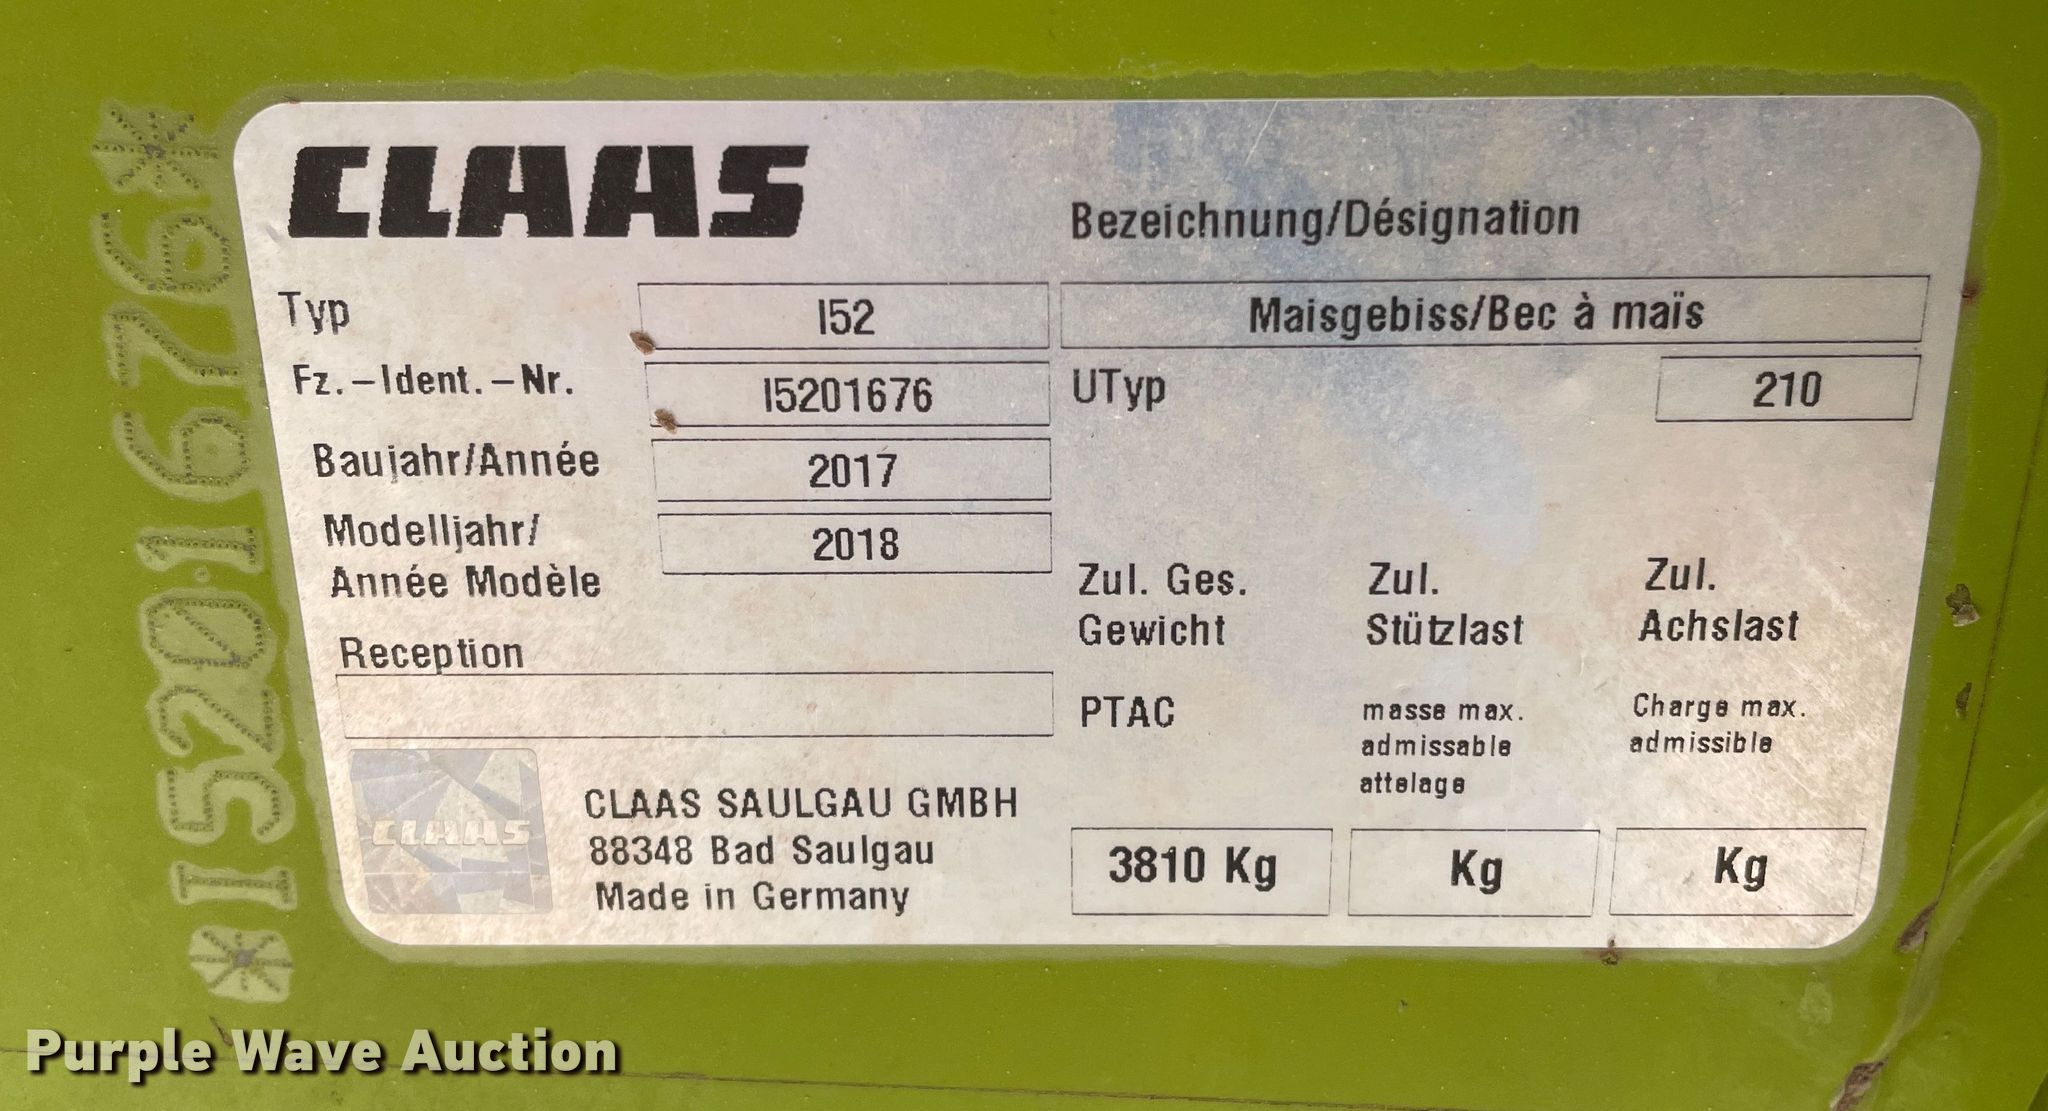 CLAAS
Bezeichnung/Désignation
Typ
I52
Maisgebiss/Bec à maïs
Fz.-Ident.-Nr.
I5201676
UTyp
210
Baujahr/Année
2017
Modelljahr/
Année Modèle
2018
Reception
Zul. Ges.
Gewicht
PTAC
3810 Kg
Zul.
Stützlast
masse max.
admissable
attelage
Kg
Zul.
Achslast
Charge max.
admissible
Kg
CLAAS
CLAAS SAULGAU GMBH
88348 Bad Saulgau
Made in Germany
*I5201676*
Purple Wave Auction